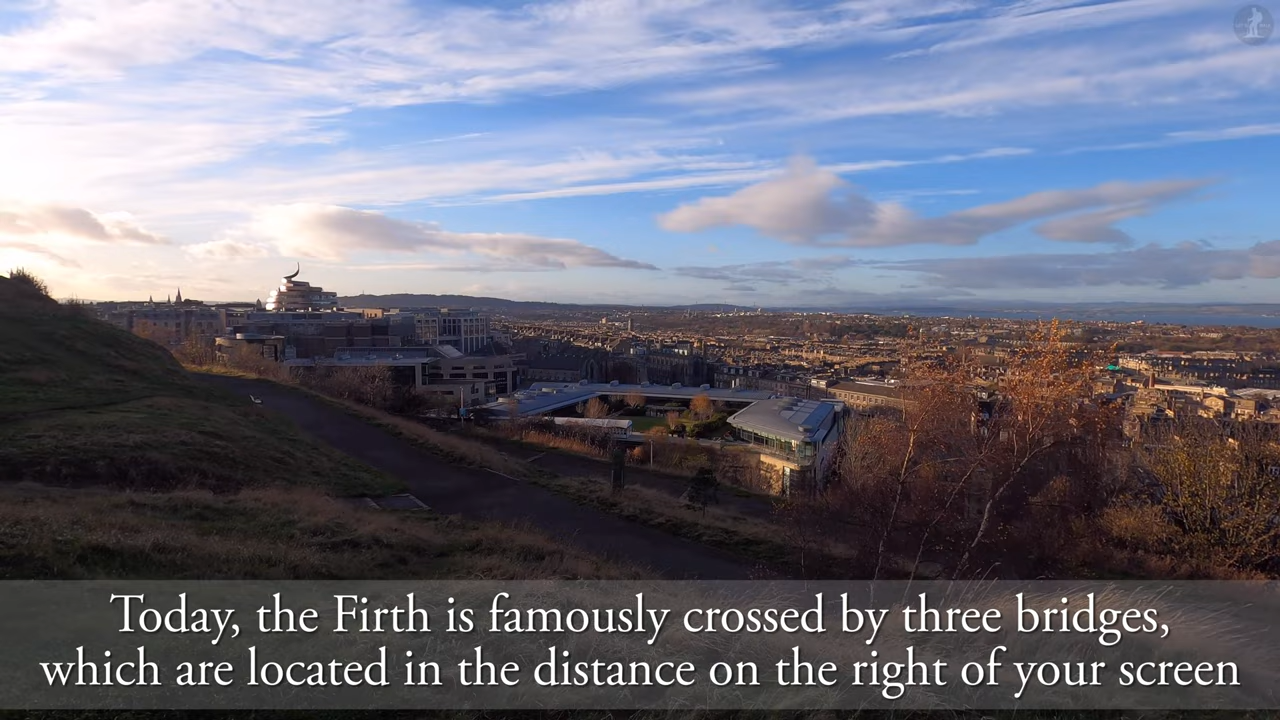 Today, the Firth is famously crossed by three bridges,
which are located in the distance on the right of your screen